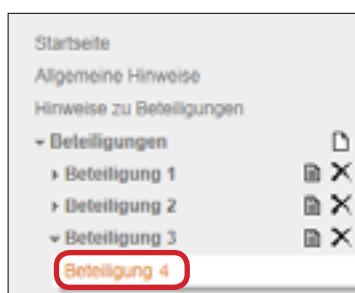 Startseite
Allgemeine Hinweise
Hinweise zu Beteiligungen
Beteiligungen
Beteiligung 1
Beteiligung 2
Beteiligung 3
Beteiligung 4